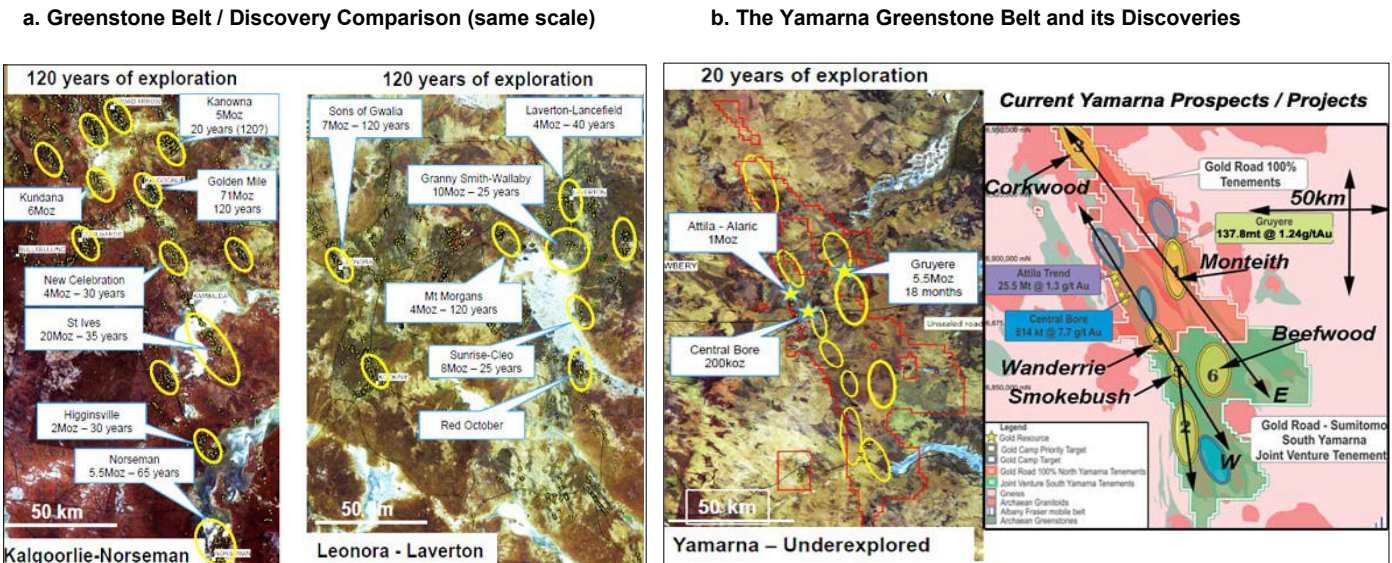 a. Greenstone Belt / Discovery Comparison (same scale)
b. The Yamarna Greenstone Belt and its Discoveries
120 years of exploration
Kanowna
5Moz
20 years (120?)
Kundana
6Moz
Golden Mile
71Moz
120 years
New Celebration
4Moz – 30 years
KAMBALDA
St Ives
20Moz – 35 years
Higginsville
2Moz – 30 years
Norseman
5.5Moz – 65 years
50 km
Kalgoorlie-Norseman
120 years of exploration
Sons of Gwalia
7Moz – 120 years
Laverton-Lancefield
4Moz – 40 years
Granny Smith-Wallaby
10Moz – 25 years
Mt Morgans
4Moz – 120 years
Sunrise-Cleo
8Moz – 25 years
Red October
50 km
Leonora - Laverton
20 years of exploration
Attila - Alaric
1Moz
Gruyere
5.5Moz
18 months
Unsealed road
Central Bore
200koz
50 km
Yamarna – Underexplored
Current Yamarna Prospects / Projects
3
Corkwood
Gold Road 100%
Tenements
50km
Gruyere
137.8mt @ 1.24g/tAu
1
Monteith
Attila Trend
25.5 Mt @ 1.3 g/t Au
Central Bore
814 kt @ 7.7 g/t Au
4
Beefwood
Wanderrie
5
6
Smokebush
E
2
W
Gold Road - Sumitomo
South Yamarna
Joint Venture Tenement
Legend
Gold Resource
Gold Camp Priority Target
Gold Camp Target
Gold Road 100% North Yamarna Tenements
Joint Venture South Yamarna Tenements
Gneiss
Archaean Granitoids
Albany Fraser mobile belt
Archaean Greenstones